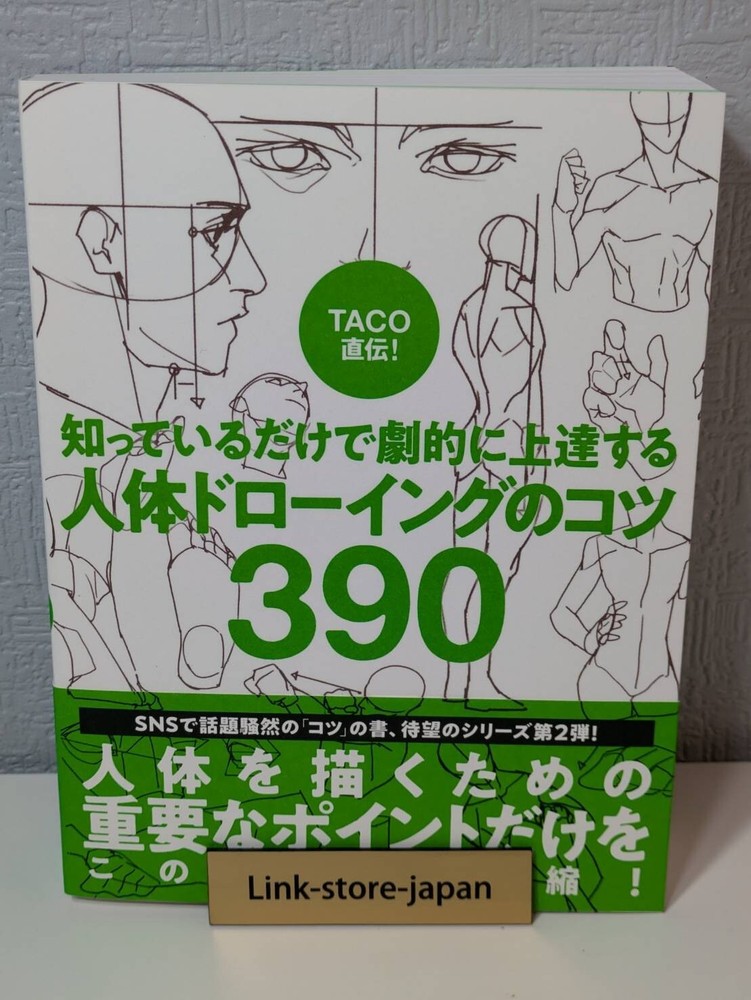 TACO
直伝!
知っているだけで劇的に上達する
人体ドローイングのコツ
390
SNSで話題騒然の「コツ」の書、待望のシリーズ第2弾!
人体を描くための
重要なポイントだけを
この 縮!
Link-store-japan